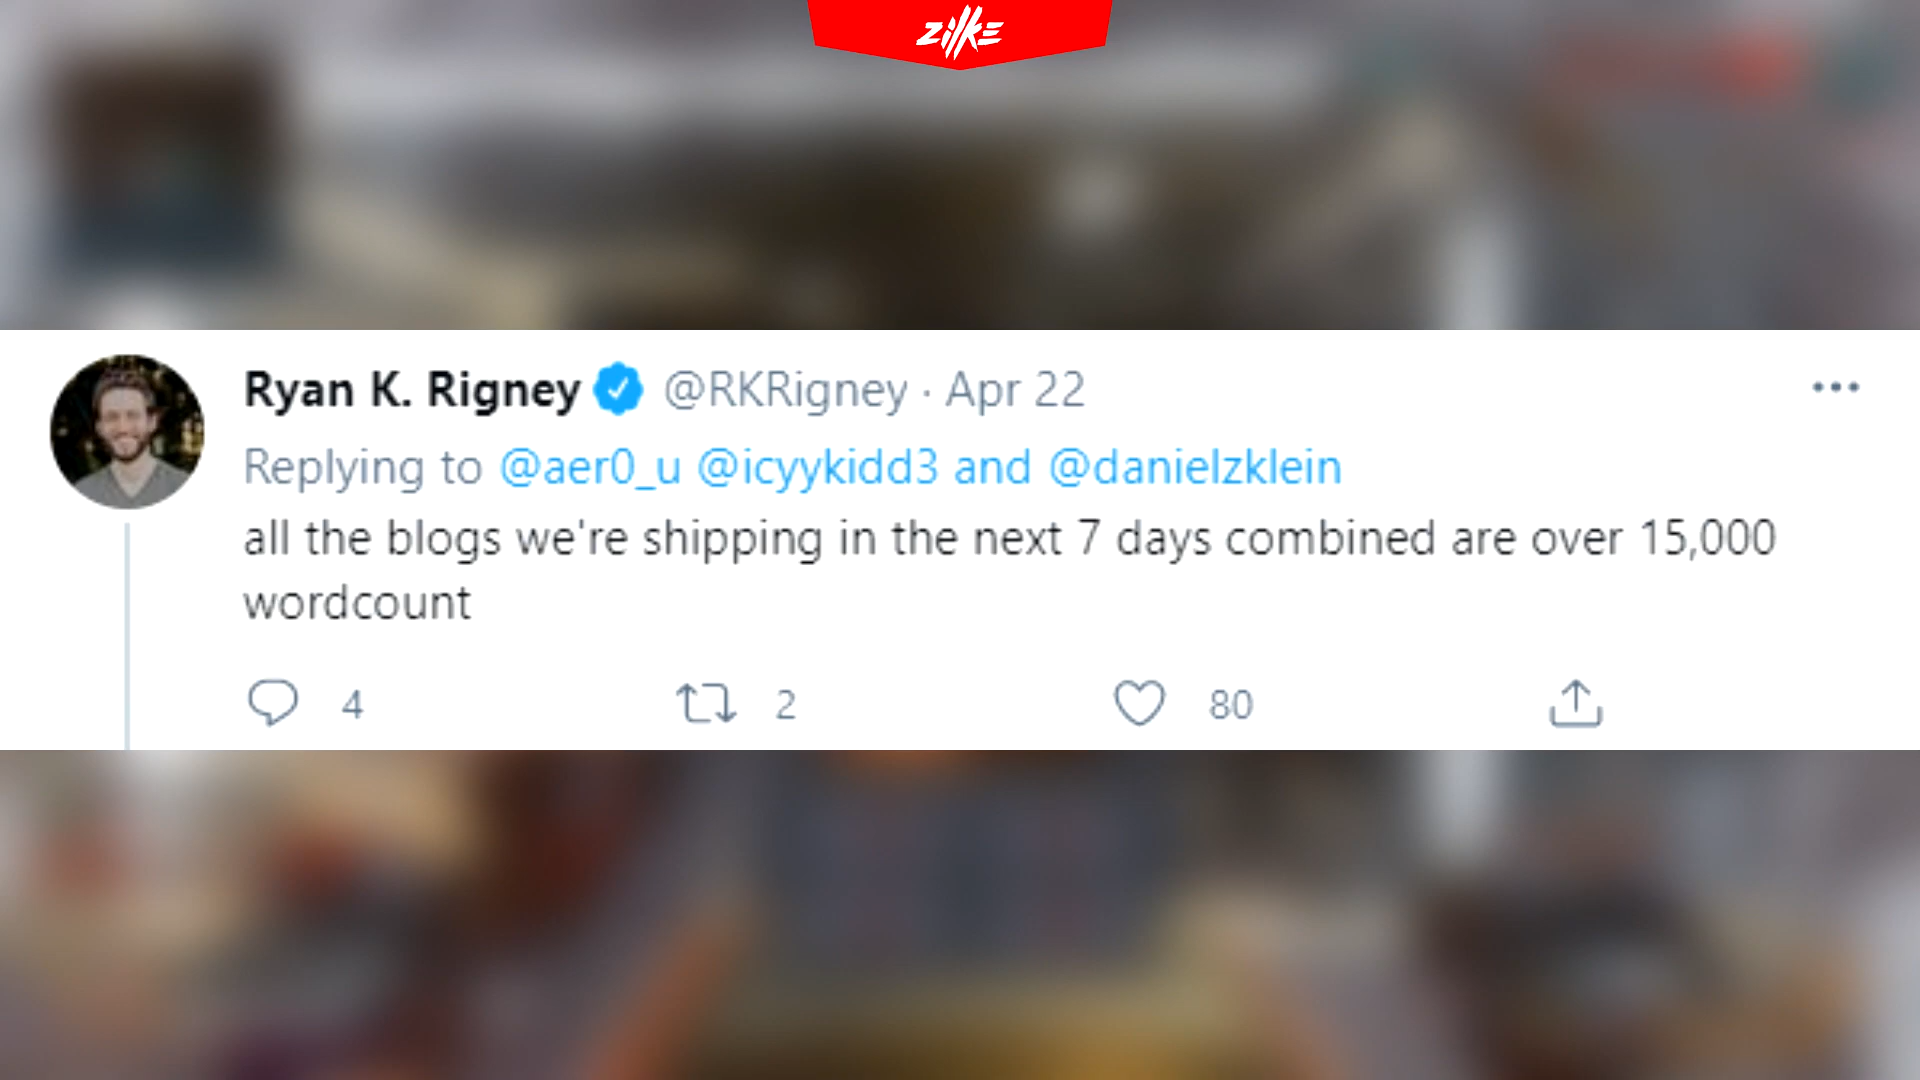 ZilkE
Ryan K. Rigney @RKRigney · Apr 22
Replying to @aer0_u @icyykidd3 and @danielzklein
all the blogs we're shipping in the next 7 days combined are over 15,000
wordcount
4 2 80